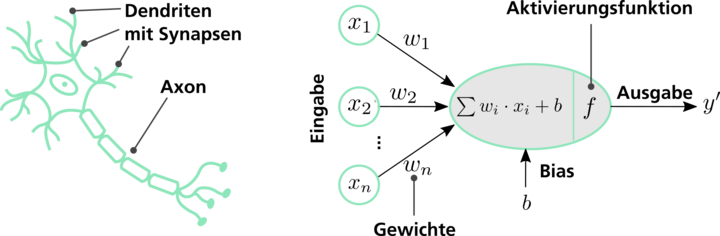 Dendriten
mit Synapsen
Axon
Eingabe
x₁
x₂
...
xₙ
w₁
w₂
wₙ
Gewichte
∑ wᵢ · xᵢ + b
f
Aktivierungsfunktion
Ausgabe
y′
Bias
b